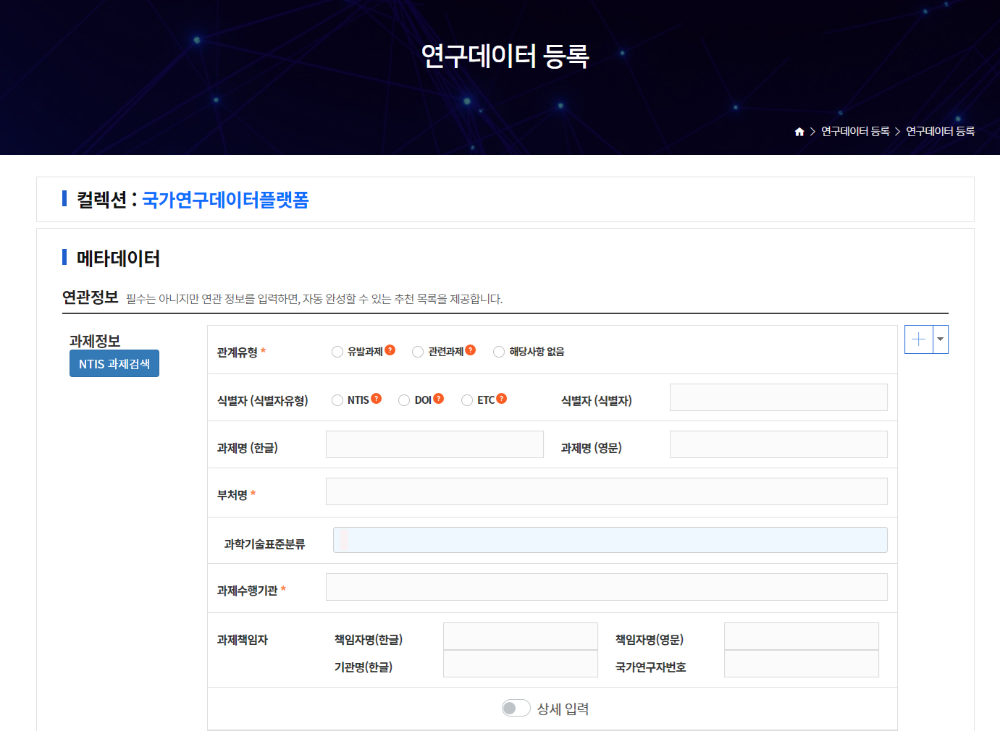 연구데이터 등록
연구데이터 등록 > 연구데이터 등록
컬렉션 : 국가연구데이터플랫폼
메타데이터
연관정보 필수는 아니지만 연관 정보를 입력하면, 자동 완성할 수 있는 추천 목록을 제공합니다.
과제정보
NTIS 과제검색
관계유형 * 유발과제 ? 관련과제 ? 해당사항 없음
식별자 (식별자유형) NTIS ? DOI ? ETC ? 식별자 (식별자)
과제명 (한글) 과제명 (영문)
부처명 *
과학기술표준분류
과제수행기관 *
과제책임자 책임자명(한글) 책임자명(영문)
기관명(한글) 국가연구자번호
상세 입력